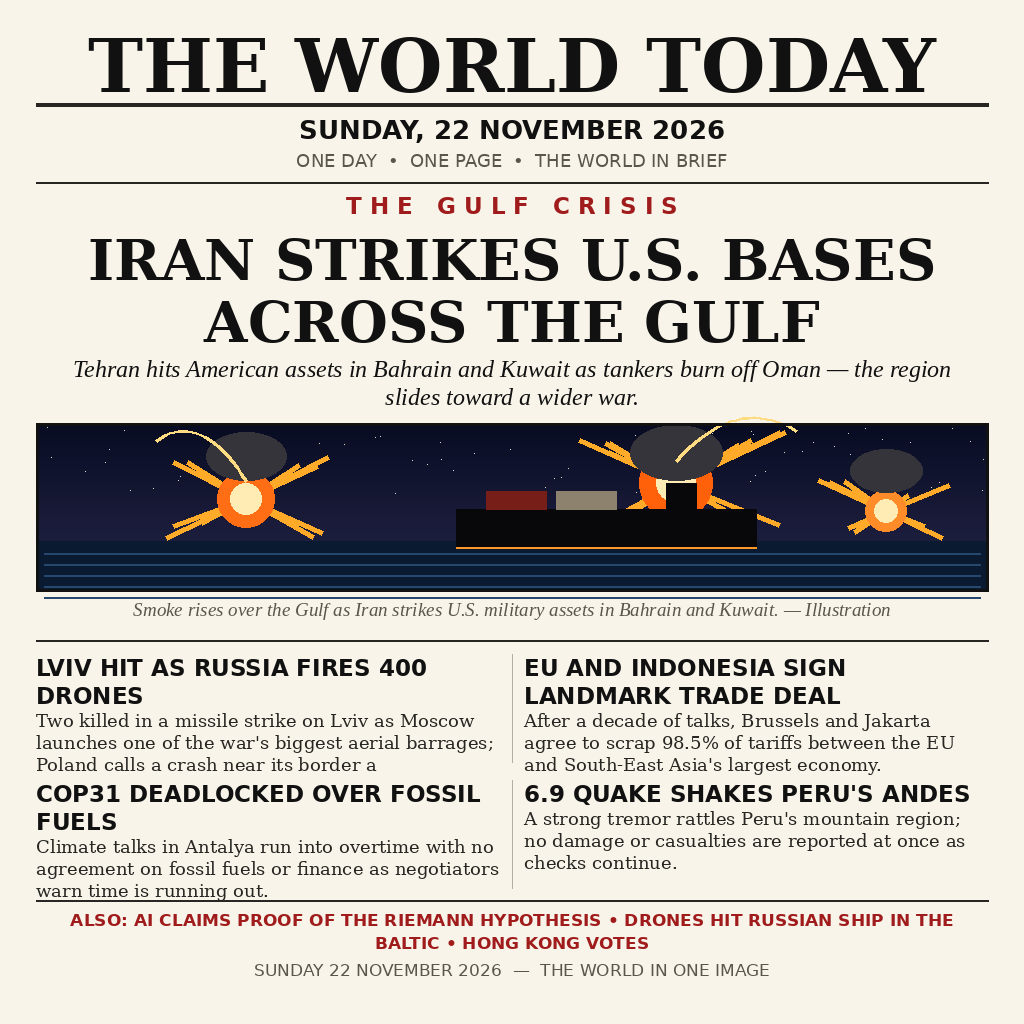 THE WORLD TODAY
SUNDAY, 22 NOVEMBER 2026
ONE DAY • ONE PAGE • THE WORLD IN BRIEF
THE GULF CRISIS
IRAN STRIKES U.S. BASES
ACROSS THE GULF
Tehran hits American assets in Bahrain and Kuwait as tankers burn off Oman — the region
slides toward a wider war.
Smoke rises over the Gulf as Iran strikes U.S. military assets in Bahrain and Kuwait. — Illustration
LVIV HIT AS RUSSIA FIRES 400
DRONES
Two killed in a missile strike on Lviv as Moscow
launches one of the war's biggest aerial barrages;
Poland calls a crash near its border a
EU AND INDONESIA SIGN
LANDMARK TRADE DEAL
After a decade of talks, Brussels and Jakarta
agree to scrap 98.5% of tariffs between the EU
and South-East Asia's largest economy.
COP31 DEADLOCKED OVER FOSSIL
FUELS
Climate talks in Antalya run into overtime with no
agreement on fossil fuels or finance as negotiators
warn time is running out.
6.9 QUAKE SHAKES PERU'S ANDES
A strong tremor rattles Peru's mountain region;
no damage or casualties are reported at once as
checks continue.
ALSO: AI CLAIMS PROOF OF THE RIEMANN HYPOTHESIS • DRONES HIT RUSSIAN SHIP IN THE
BALTIC • HONG KONG VOTES
SUNDAY 22 NOVEMBER 2026 — THE WORLD IN ONE IMAGE